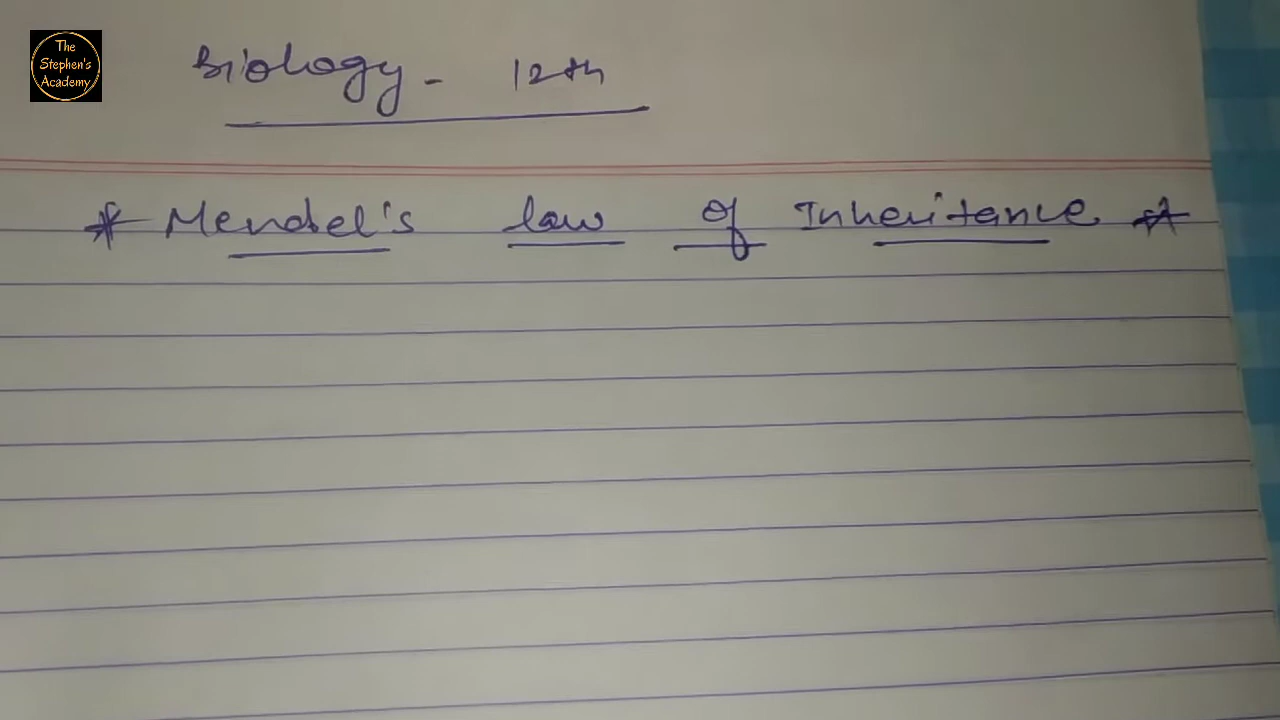 The
Stephen's
Academy
Biology - 12th
* Mendel's law of Inheritance *